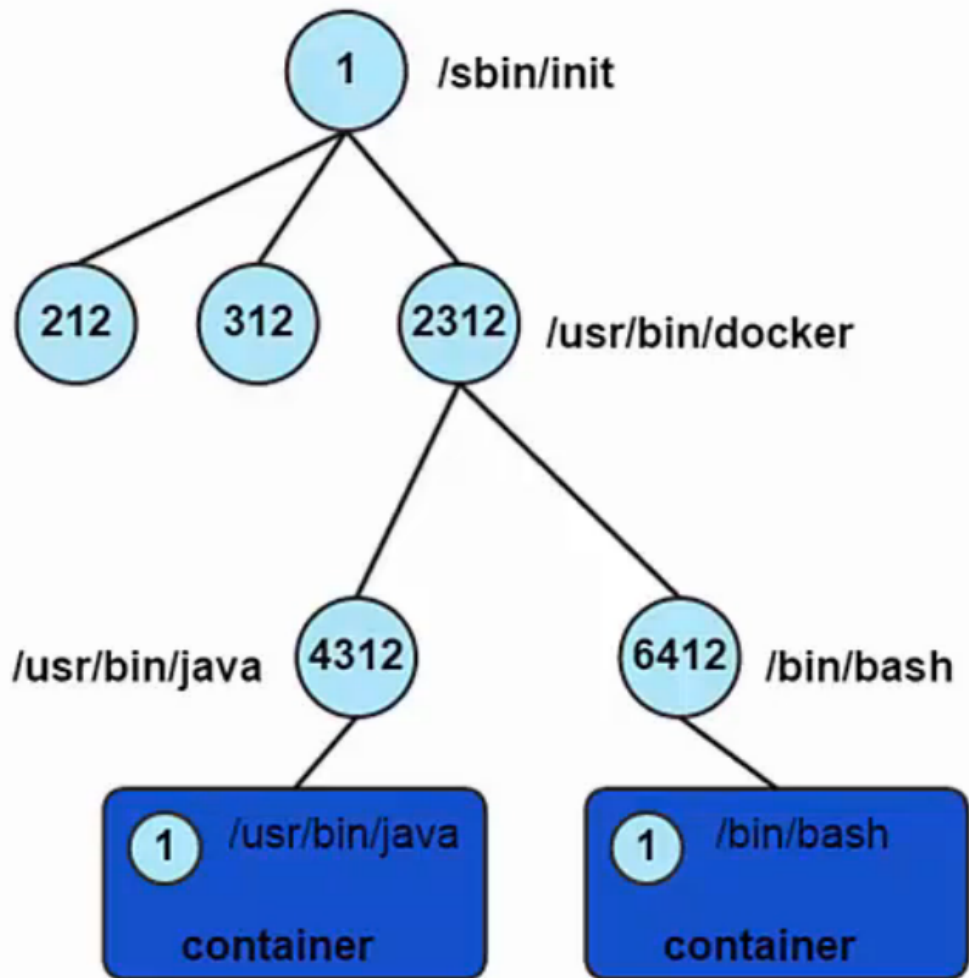 1 /sbin/init
212 312 2312 /usr/bin/docker
/usr/bin/java 4312 6412 /bin/bash
1 /usr/bin/java 1 /bin/bash
container container